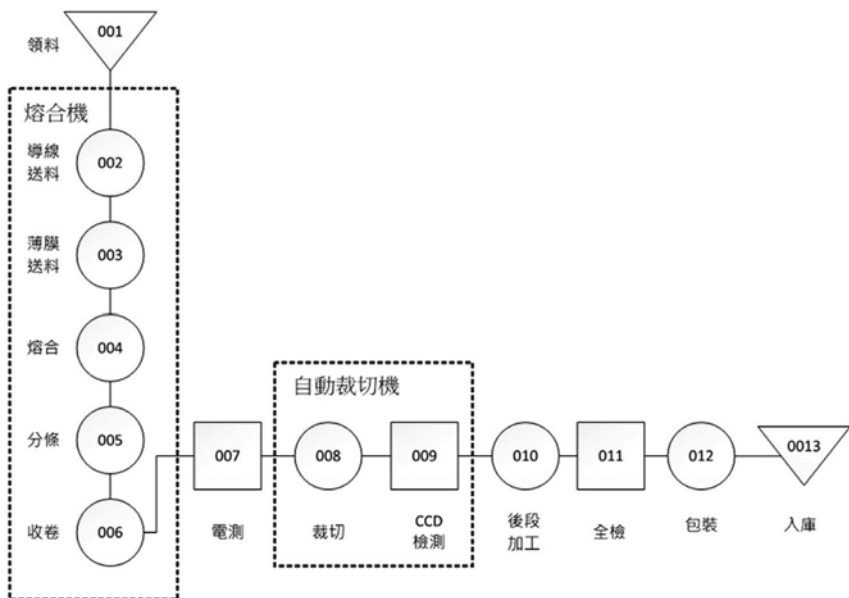 領料
001
熔合機
導線
送料
002
薄膜
送料
003
熔合
004
分條
005
收卷
006
007
電測
自動裁切機
008
裁切
009
CCD
檢測
010
後段
加工
011
全檢
012
包裝
0013
入庫